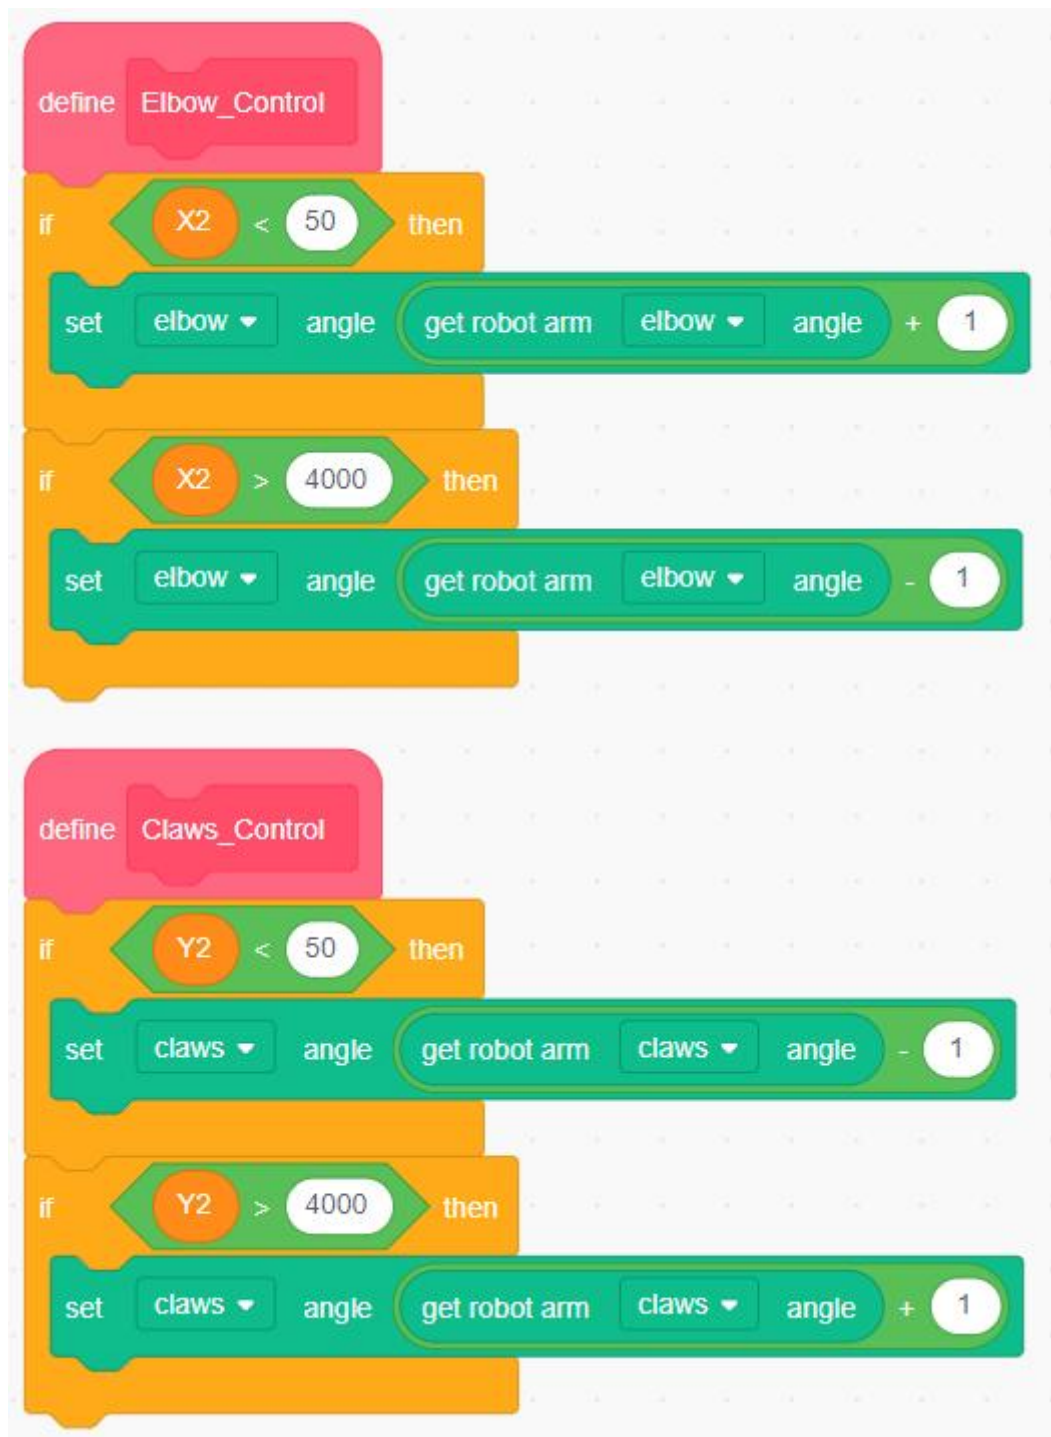 define Elbow_Control
if X2 < 50 then
set elbow angle get robot arm elbow angle + 1
if X2 > 4000 then
set elbow angle get robot arm elbow angle - 1
define Claws_Control
if Y2 < 50 then
set claws angle get robot arm claws angle - 1
if Y2 > 4000 then
set claws angle get robot arm claws angle + 1